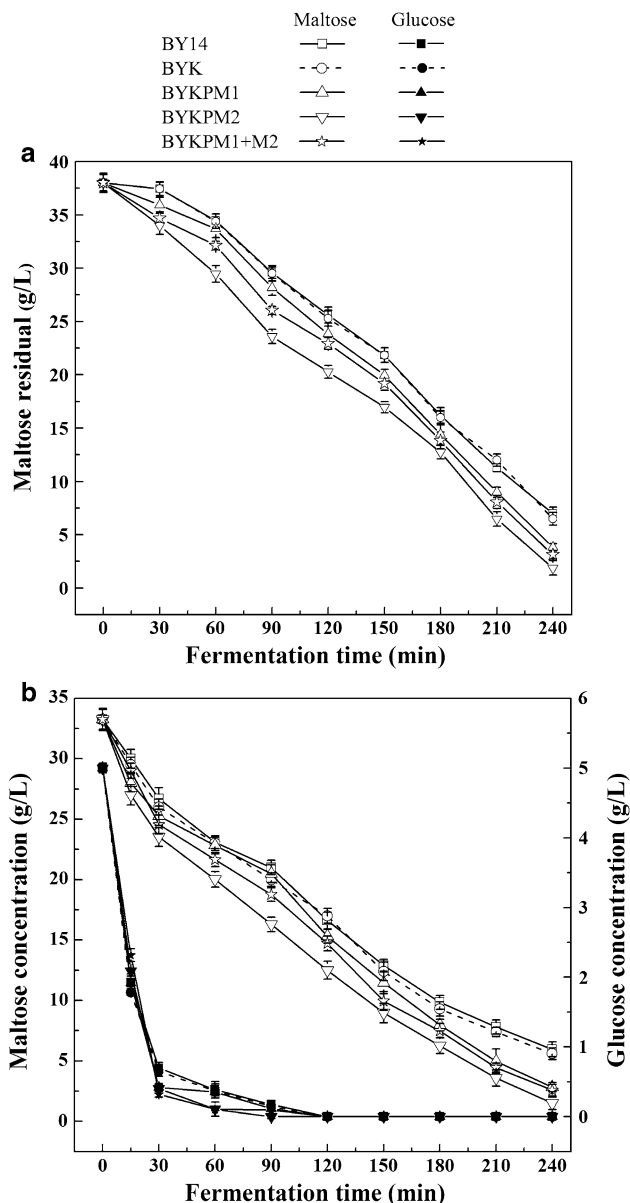 Maltose Glucose
BY14
BYK
BYKPM1
BYKPM2
BYKPM1+M2
a
40
35
30
25
20
15
10
5
0
Maltose residual (g/L)
0 30 60 90 120 150 180 210 240
Fermentation time (min)
b
35
30
25
20
15
10
5
0
Maltose concentration (g/L)
6
5
4
3
2
1
0
Glucose concentration (g/L)
0 30 60 90 120 150 180 210 240
Fermentation time (min)